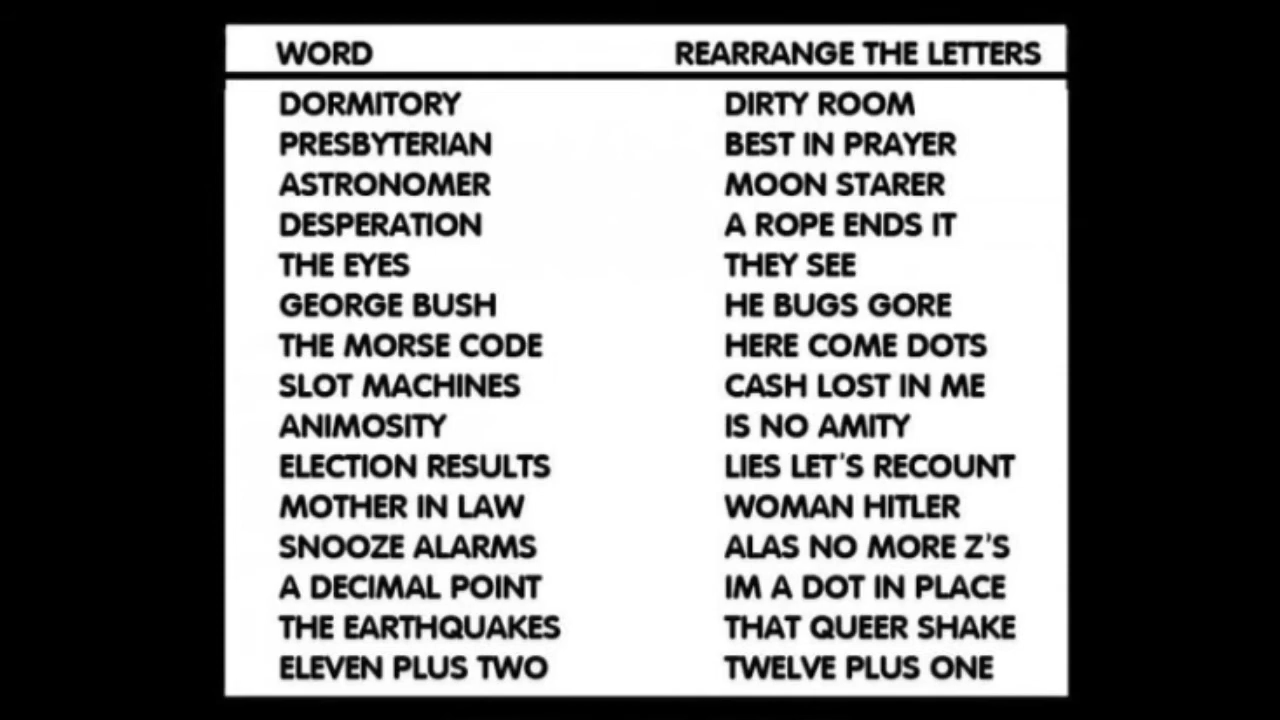 WORD REARRANGE THE LETTERS
DORMITORY DIRTY ROOM
PRESBYTERIAN BEST IN PRAYER
ASTRONOMER MOON STARER
DESPERATION A ROPE ENDS IT
THE EYES THEY SEE
GEORGE BUSH HE BUGS GORE
THE MORSE CODE HERE COME DOTS
SLOT MACHINES CASH LOST IN ME
ANIMOSITY IS NO AMITY
ELECTION RESULTS LIES LET'S RECOUNT
MOTHER IN LAW WOMAN HITLER
SNOOZE ALARMS ALAS NO MORE Z'S
A DECIMAL POINT IM A DOT IN PLACE
THE EARTHQUAKES THAT QUEER SHAKE
ELEVEN PLUS TWO TWELVE PLUS ONE